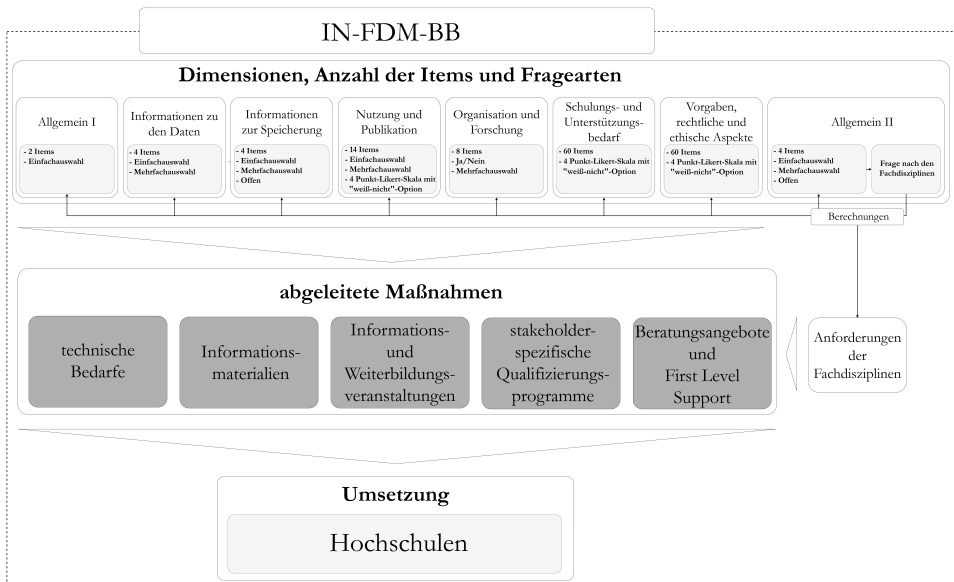 IN-FDM-BB
Dimensionen, Anzahl der Items und Fragearten
Allgemein I
- 2 Items
- Einfachauswahl
Informationen zu
den Daten
- 4 Items
- Einfachauswahl
- Mehrfachauswahl
Informationen
zur Speicherung
- 4 Items
- Einfachauswahl
- Mehrfachauswahl
- Offen
Nutzung und
Publikation
- 14 Items
- Einfachauswahl
- Mehrfachauswahl
- 4 Punkt-Likert-Skala mit
"weiß-nicht"-Option
Organisation und
Forschung
- 8 Items
- Ja/Nein
- Mehrfachauswahl
Schulungs- und
Unterstützungs-
bedarf
- 60 Items
- 4 Punkt-Likert-Skala mit
"weiß-nicht"-Option
Vorgaben,
rechtliche und
ethische Aspekte
- 60 Items
- 4 Punkt-Likert-Skala mit
"weiß-nicht"-Option
Allgemein II
- 4 Items
- Einfachauswahl
- Mehrfachauswahl
- Offen
Frage nach den
Fachdisziplinen
Berechnungen
abgeleitete Maßnahmen
technische
Bedarfe
Informations-
materialien
Informations-
und
Weiterbildungs-
veranstaltungen
stakeholder-
spezifische
Qualifizierungs-
programme
Beratungsangebote
und
First Level
Support
Anforderungen
der
Fachdisziplinen
Umsetzung
Hochschulen